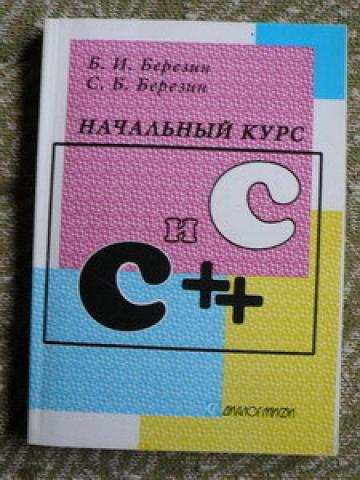 Б. И. Березин
С. Б. Березин
НАЧАЛЬНЫЙ КУРС
C
и
C++
ДИАЛОГ МИФИ